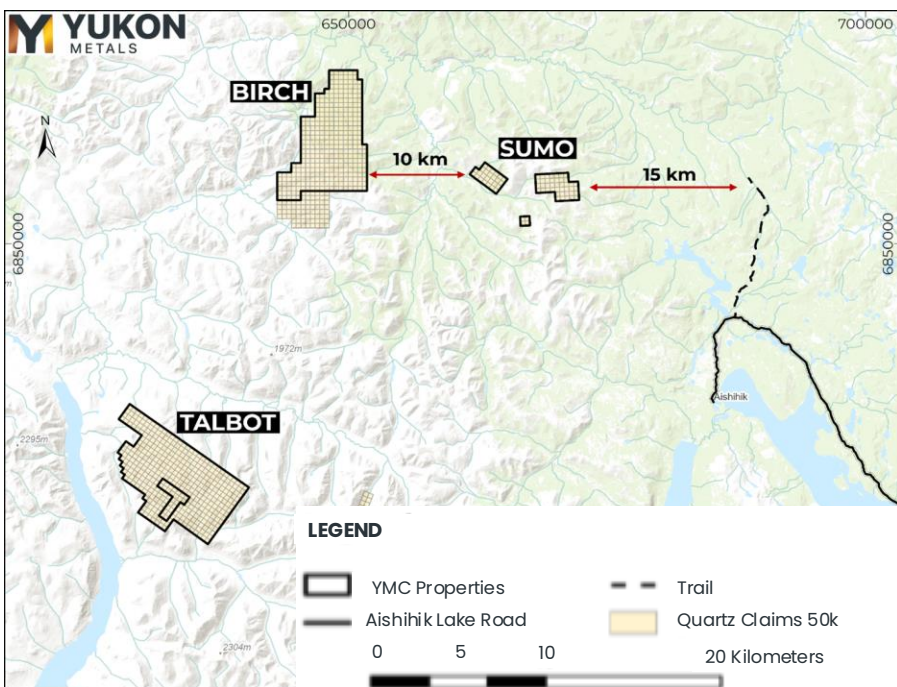 YUKON
METALS
650000
700000
BIRCH
N
10 km
SUMO
15 km
6850000
6850000
1972m
Aishihik
TALBOT
2295m
LEGEND
YMC Properties
Trail
Aishihik Lake Road
Quartz Claims 50k
0 5 10 20 Kilometers
2304m